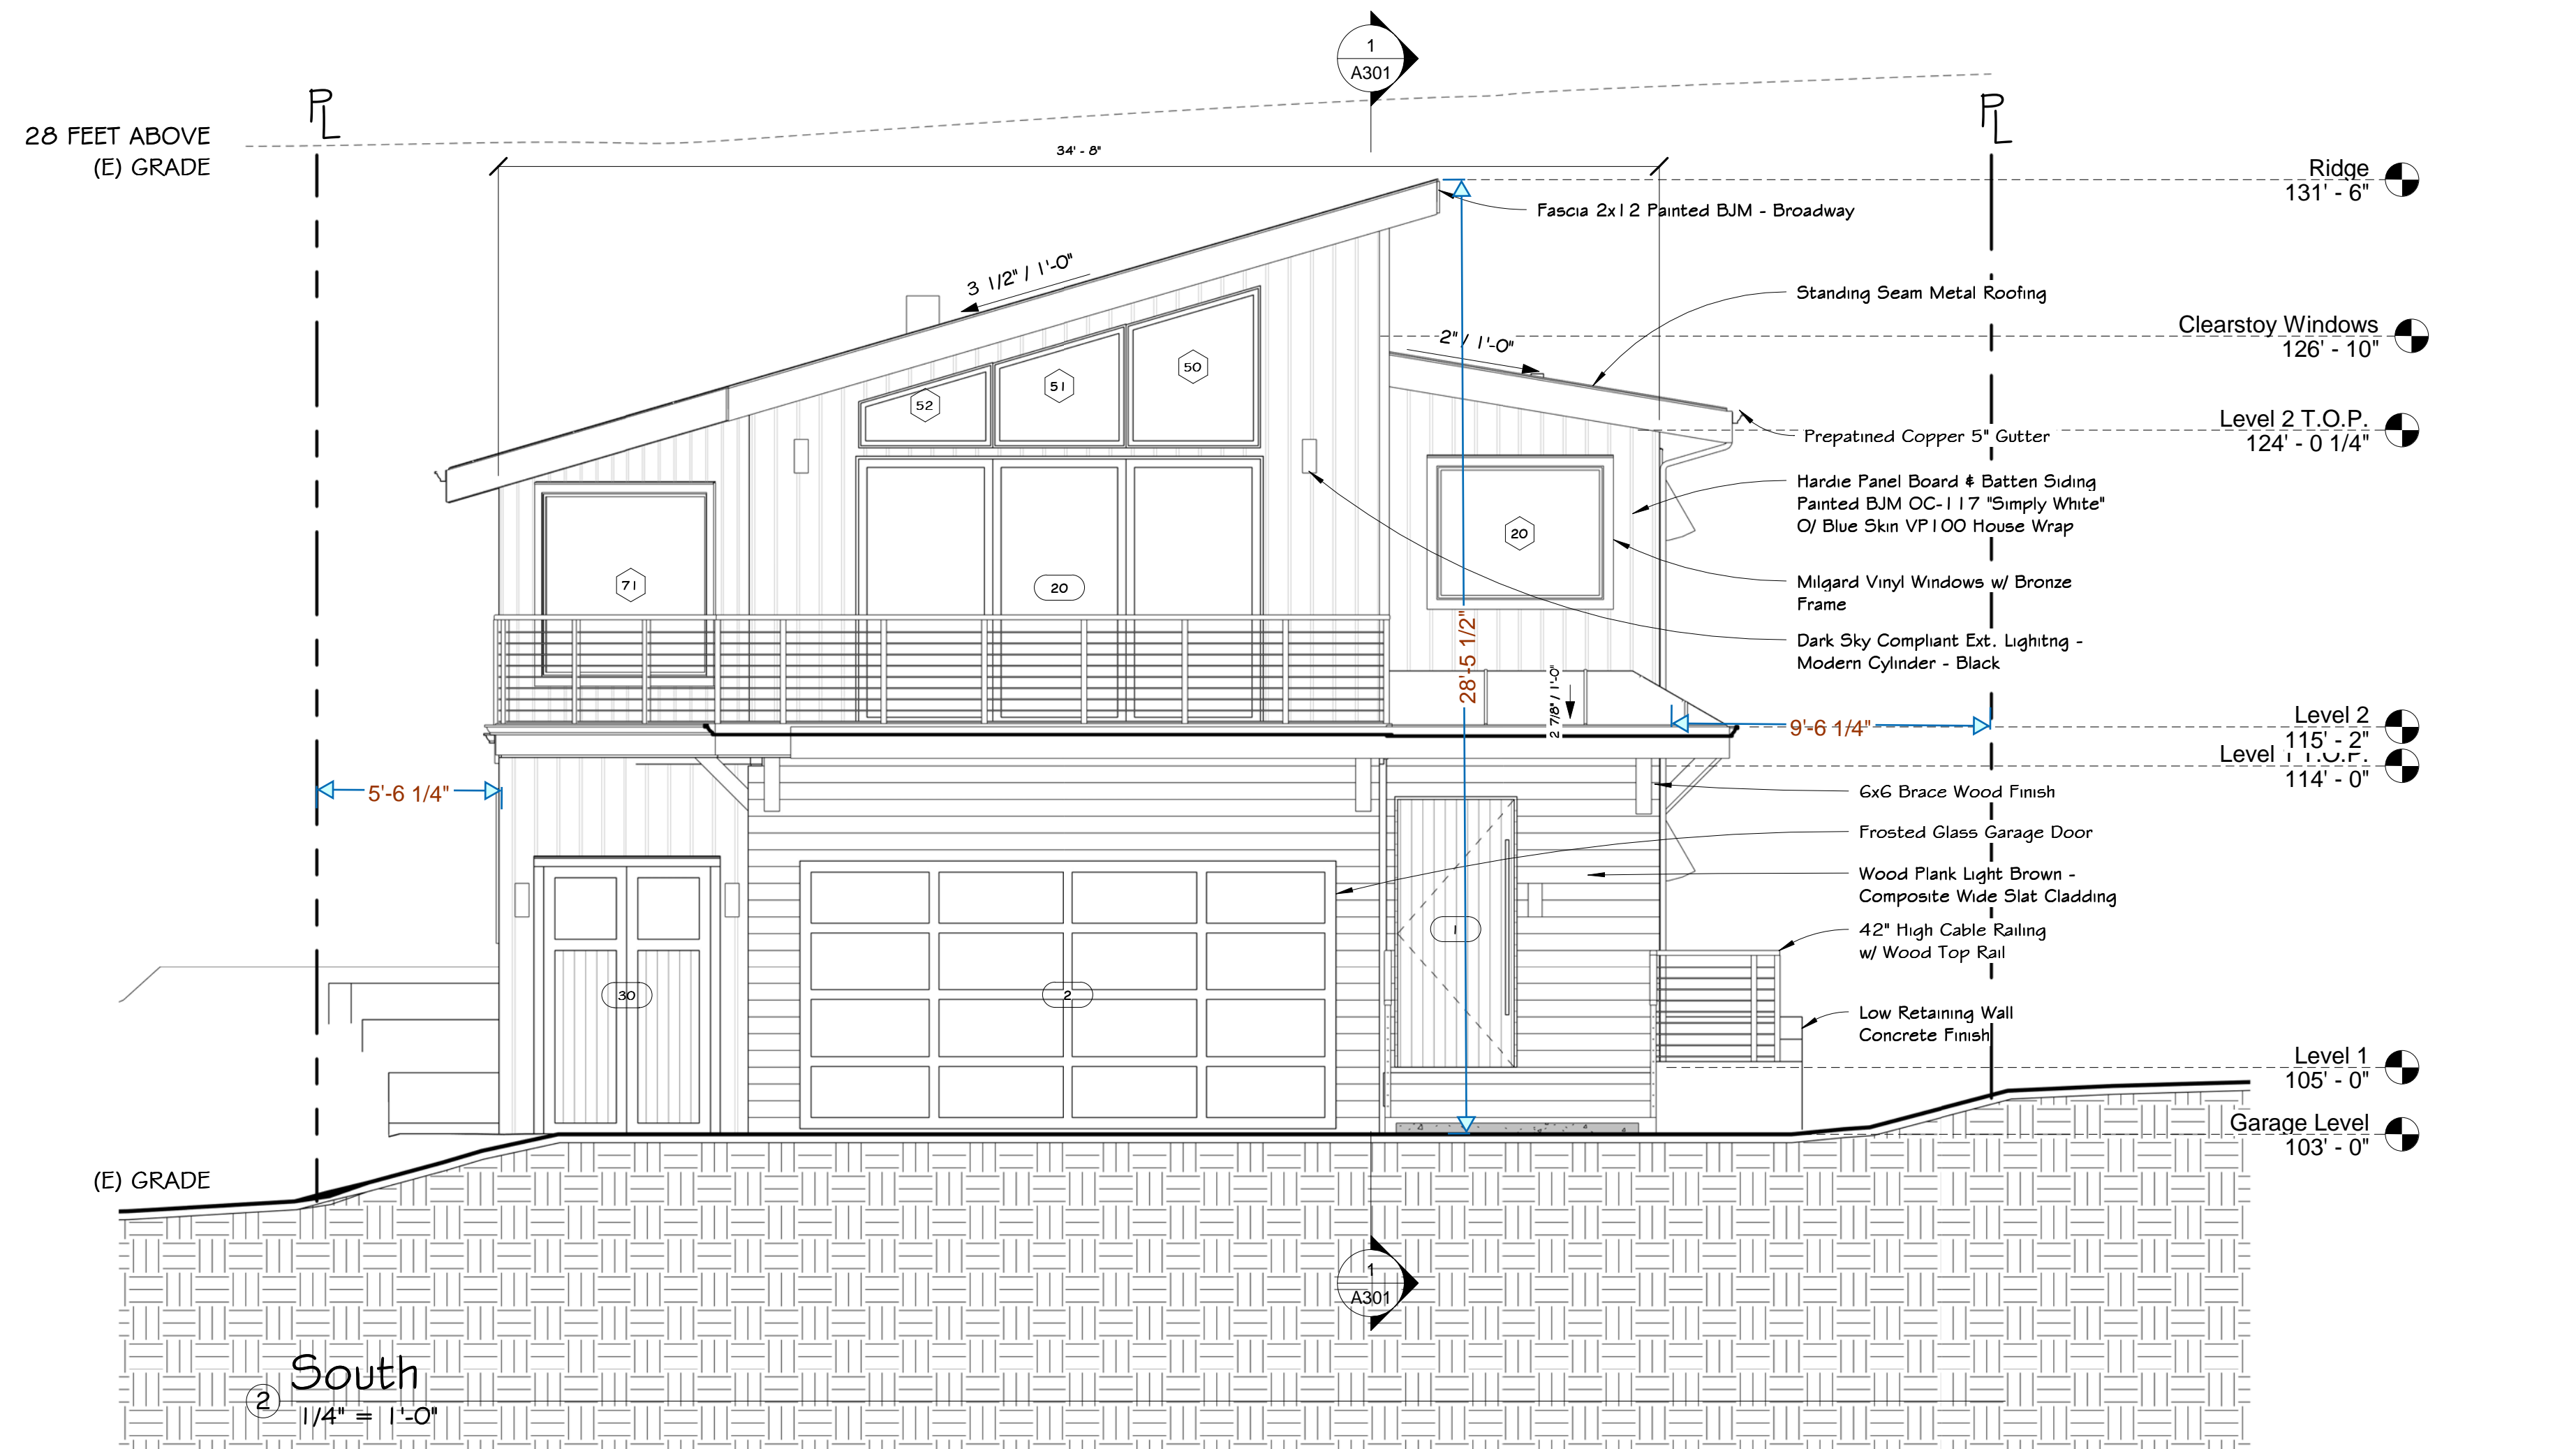 1
A301
PL
PL
28 FEET ABOVE
(E) GRADE
34' - 8"
Ridge
131' - 6"
Fascia 2x12 Painted BJM - Broadway
3 1/2" / 1'-0"
Standing Seam Metal Roofing
Clearstoy Windows
126' - 10"
2" / 1'-0"
50
51
52
Level 2 T.O.P.
124' - 0 1/4"
Prepatined Copper 5" Gutter
Hardie Panel Board & Batten Siding
Painted BJM OC-117 "Simply White"
O/ Blue Skin VP100 House Wrap
20
71
20
Milgard Vinyl Windows w/ Bronze
Frame
28'-5 1/2"
Dark Sky Compliant Ext. Lighitng -
Modern Cylinder - Black
2 7/8" / 1'-0"
9'-6 1/4"
Level 2
115' - 2"
Level 1 T.O.P.
114' - 0"
5'-6 1/4"
6x6 Brace Wood Finish
Frosted Glass Garage Door
Wood Plank Light Brown -
Composite Wide Slat Cladding
1
42" High Cable Railing
w/ Wood Top Rail
30
2
Low Retaining Wall
Concrete Finish
Level 1
105' - 0"
Garage Level
103' - 0"
(E) GRADE
1
A301
South
2
1/4" = 1'-0"